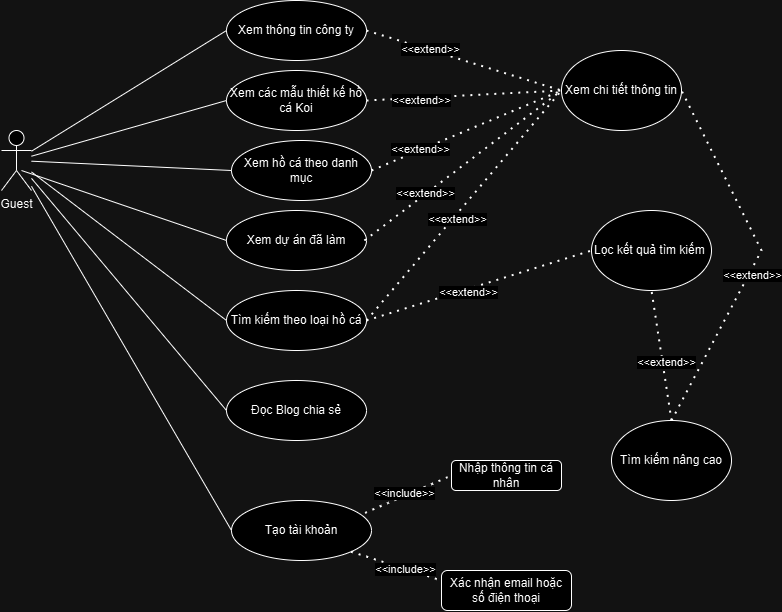 Xem thông tin công ty
<<extend>>
Xem các mẫu thiết kế hồ
cá Koi
<<extend>>
Xem chi tiết thông tin
Xem hồ cá theo danh
mục
<<extend>>
Guest
<<extend>>
<<extend>>
Xem dự án đã làm
Lọc kết quả tìm kiếm
<<extend>>
<<extend>>
Tìm kiếm theo loại hồ cá
<<extend>>
Đọc Blog chia sẻ
Tìm kiếm nâng cao
Nhập thông tin cá
nhân
<<include>>
Tạo tài khoản
<<include>>
Xác nhận email hoặc
số điện thoại